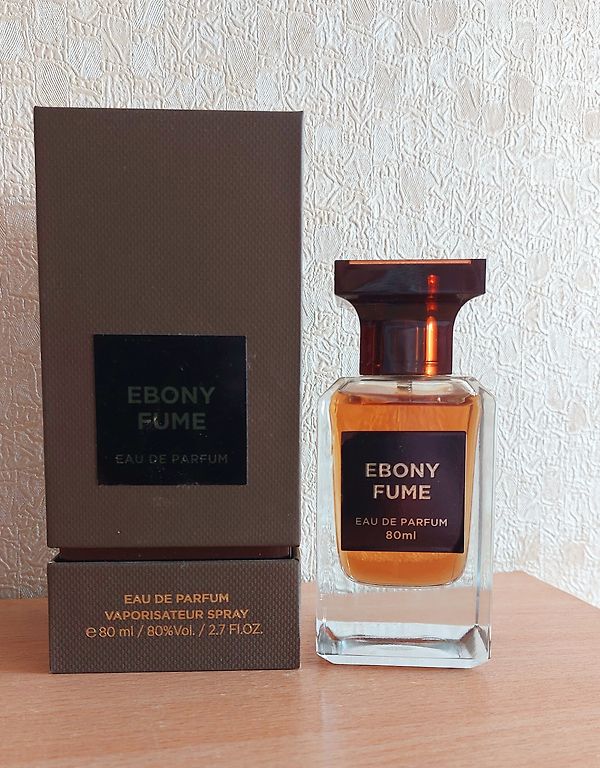 EBONY
FUME
EAU DE PARFUM
EAU DE PARFUM
VAPORISATEUR SPRAY
e 80 ml / 80%Vol. / 2.7 Fl.OZ.
EBONY
FUME
EAU DE PARFUM
80ml